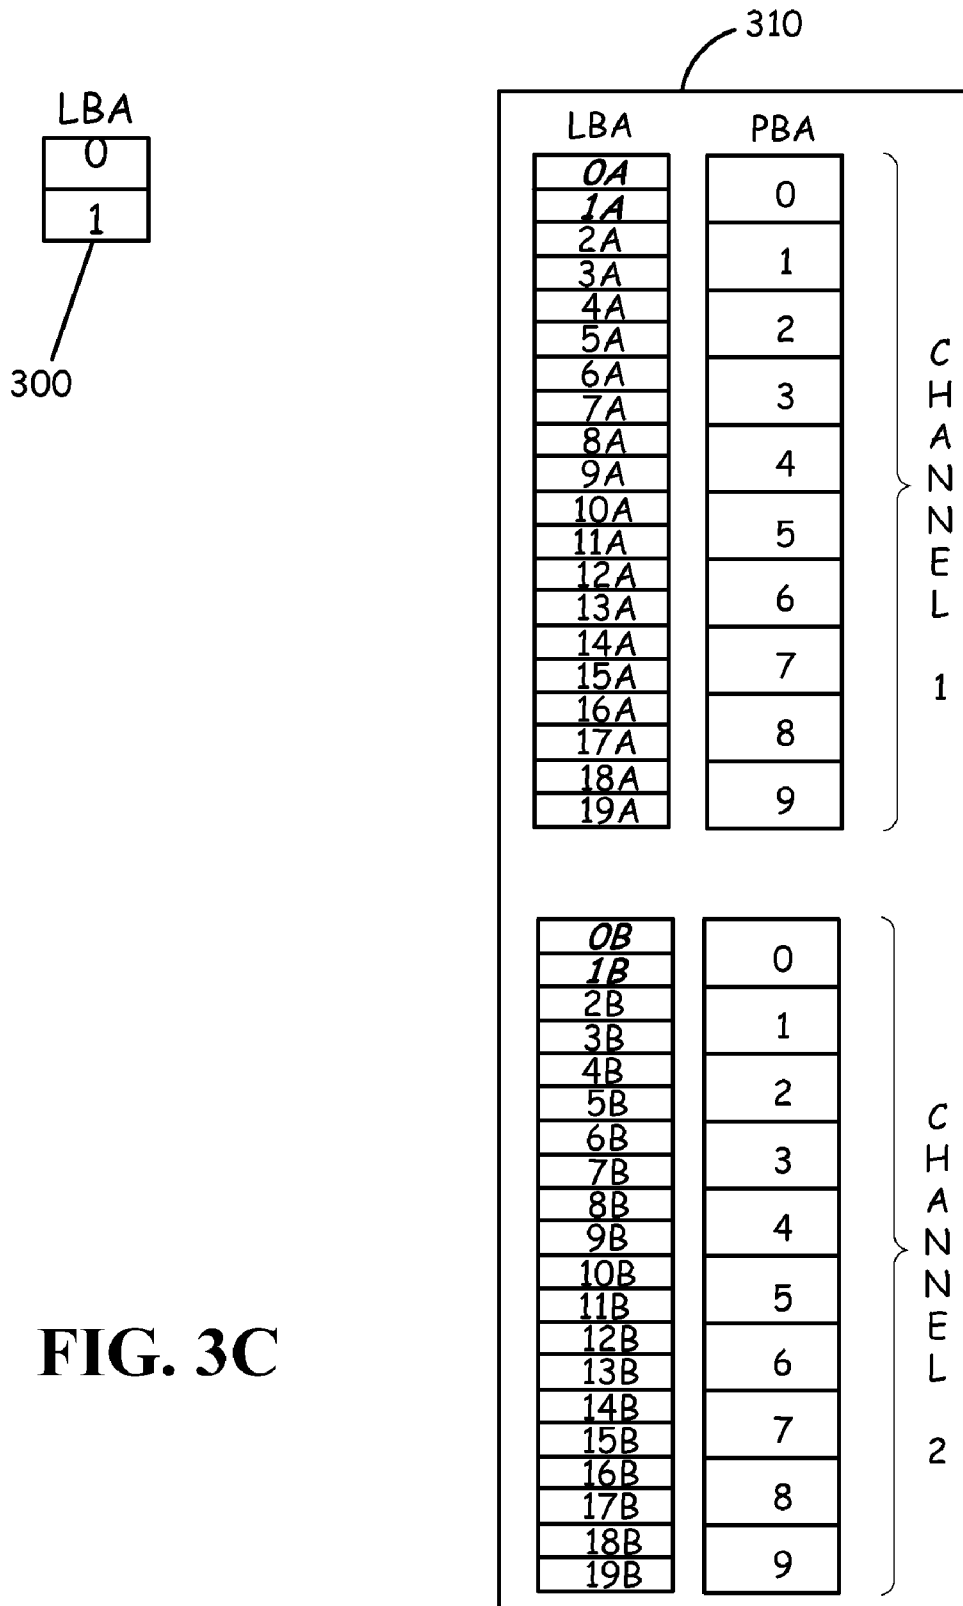 310
LBA
0
1
300
LBA PBA
0A
1A
2A
3A
4A
5A
6A
7A
8A
9A
10A
11A
12A
13A
14A
15A
16A
17A
18A
19A
0
1
2
3
4
5
6
7
8
9
CHANNEL 1
0B
1B
2B
3B
4B
5B
6B
7B
8B
9B
10B
11B
12B
13B
14B
15B
16B
17B
18B
19B
0
1
2
3
4
5
6
7
8
9
CHANNEL 2
FIG. 3C